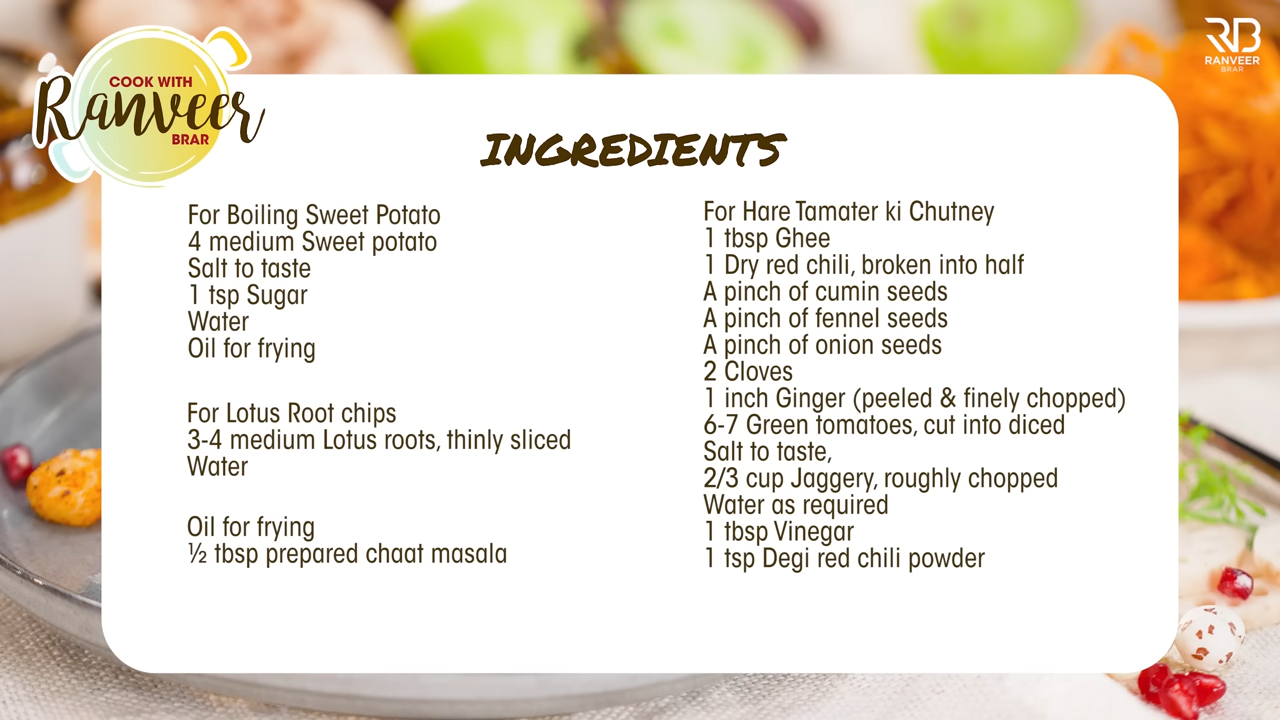 COOK WITH
Ranveer
BRAR
RB
RANVEER
BRAR
INGREDIENTS
For Boiling Sweet Potato
4 medium Sweet potato
Salt to taste
1 tsp Sugar
Water
Oil for frying
For Lotus Root chips
3-4 medium Lotus roots, thinly sliced
Water
Oil for frying
½ tbsp prepared chaat masala
For Hare Tamater ki Chutney
1 tbsp Ghee
1 Dry red chili, broken into half
A pinch of cumin seeds
A pinch of fennel seeds
A pinch of onion seeds
2 Cloves
1 inch Ginger (peeled & finely chopped)
6-7 Green tomatoes, cut into diced
Salt to taste,
2/3 cup Jaggery, roughly chopped
Water as required
1 tbsp Vinegar
1 tsp Degi red chili powder